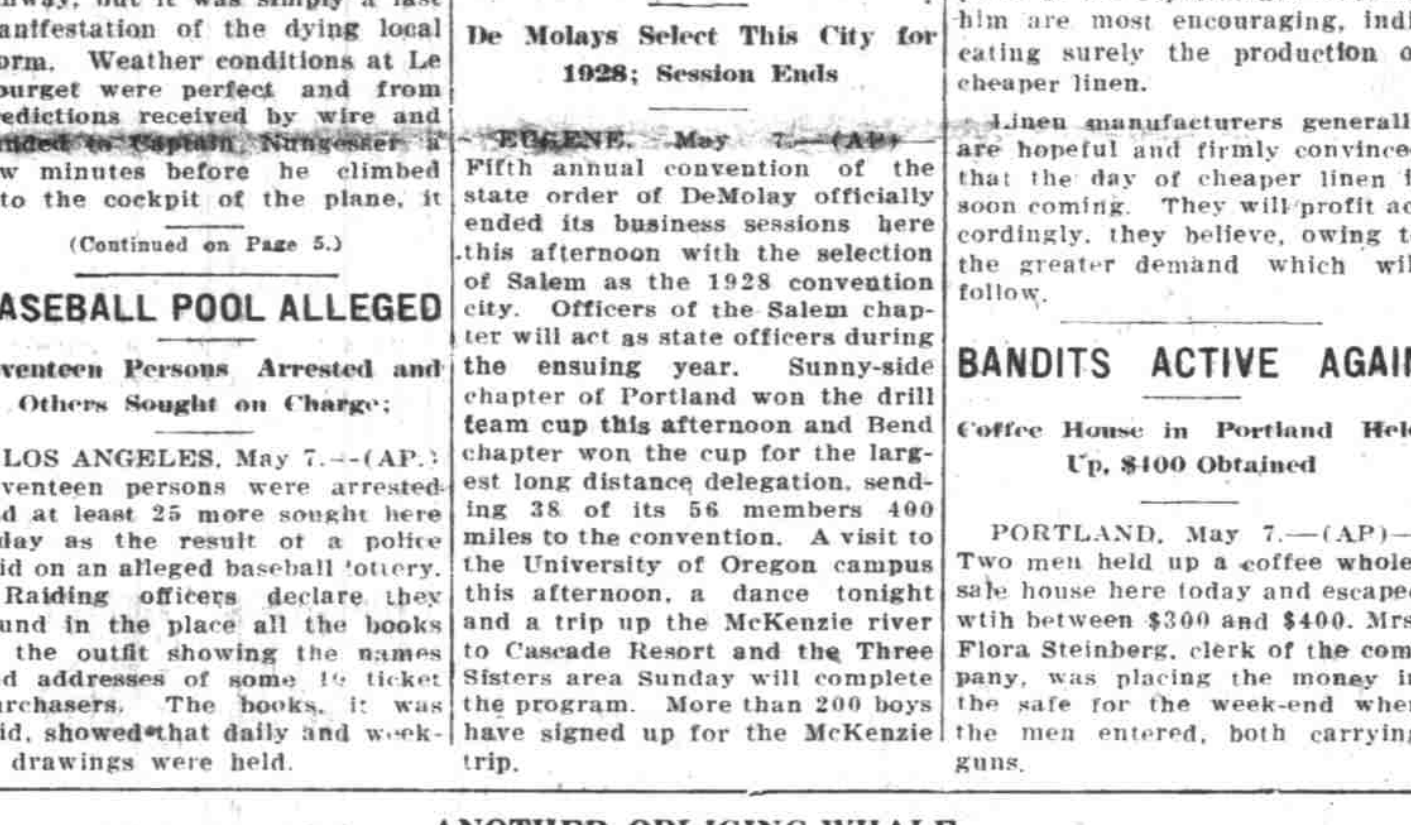 anifestation of the dying local
orm. Weather conditions at Le
ourget were perfect and from
edictions received by wire and
nded to Captain Nungesser a
w minutes before he climbed
to the cockpit of the plane, it
(Continued on Page 5.)
ASEBALL POOL ALLEGED
venteen Persons Arrested and
Others Sought on Charge;
LOS ANGELES, May 7.--(AP.)
venteen persons were arrested
d at least 25 more sought here
day as the result of a police
id on an alleged baseball lottery.
Raiding officers declare they
und in the place all the books
the outfit showing the names
d addresses of some ticket
rchasers. The books, it was
id, showed that daily and week-
drawings were held.
De Molays Select This City for
1928; Session Ends
EUGENE, May 7.—(AP)—
Fifth annual convention of the
state order of DeMolay officially
ended its business sessions here
this afternoon with the selection
of Salem as the 1928 convention
city. Officers of the Salem chap-
ter will act as state officers during
the ensuing year. Sunny-side
chapter of Portland won the drill
team cup this afternoon and Bend
chapter won the cup for the larg-
est long distance delegation, send-
ing 38 of its 56 members 400
miles to the convention. A visit to
the University of Oregon campus
this afternoon, a dance tonight
and a trip up the McKenzie river
to Cascade Resort and the Three
Sisters area Sunday will complete
the program. More than 200 boys
have signed up for the McKenzie
trip.
him are most encouraging, indi
cating surely the production o
cheaper linen.
Linen manufacturers generall
are hopeful and firmly convince
that the day of cheaper linen i
soon coming. They will profit ac
cordingly, they believe, owing t
the greater demand which wil
follow.
BANDITS ACTIVE AGAIN
Coffee House in Portland Hel
Up, $400 Obtained
PORTLAND, May 7.—(AP)—
Two men held up a coffee whole
sale house here today and escape
wtih between $300 and $400. Mrs
Flora Steinberg, clerk of the com
pany, was placing the money i
the safe for the week-end whe
the men entered, both carrying
guns.
ANOTHER OBLIGING WHALE